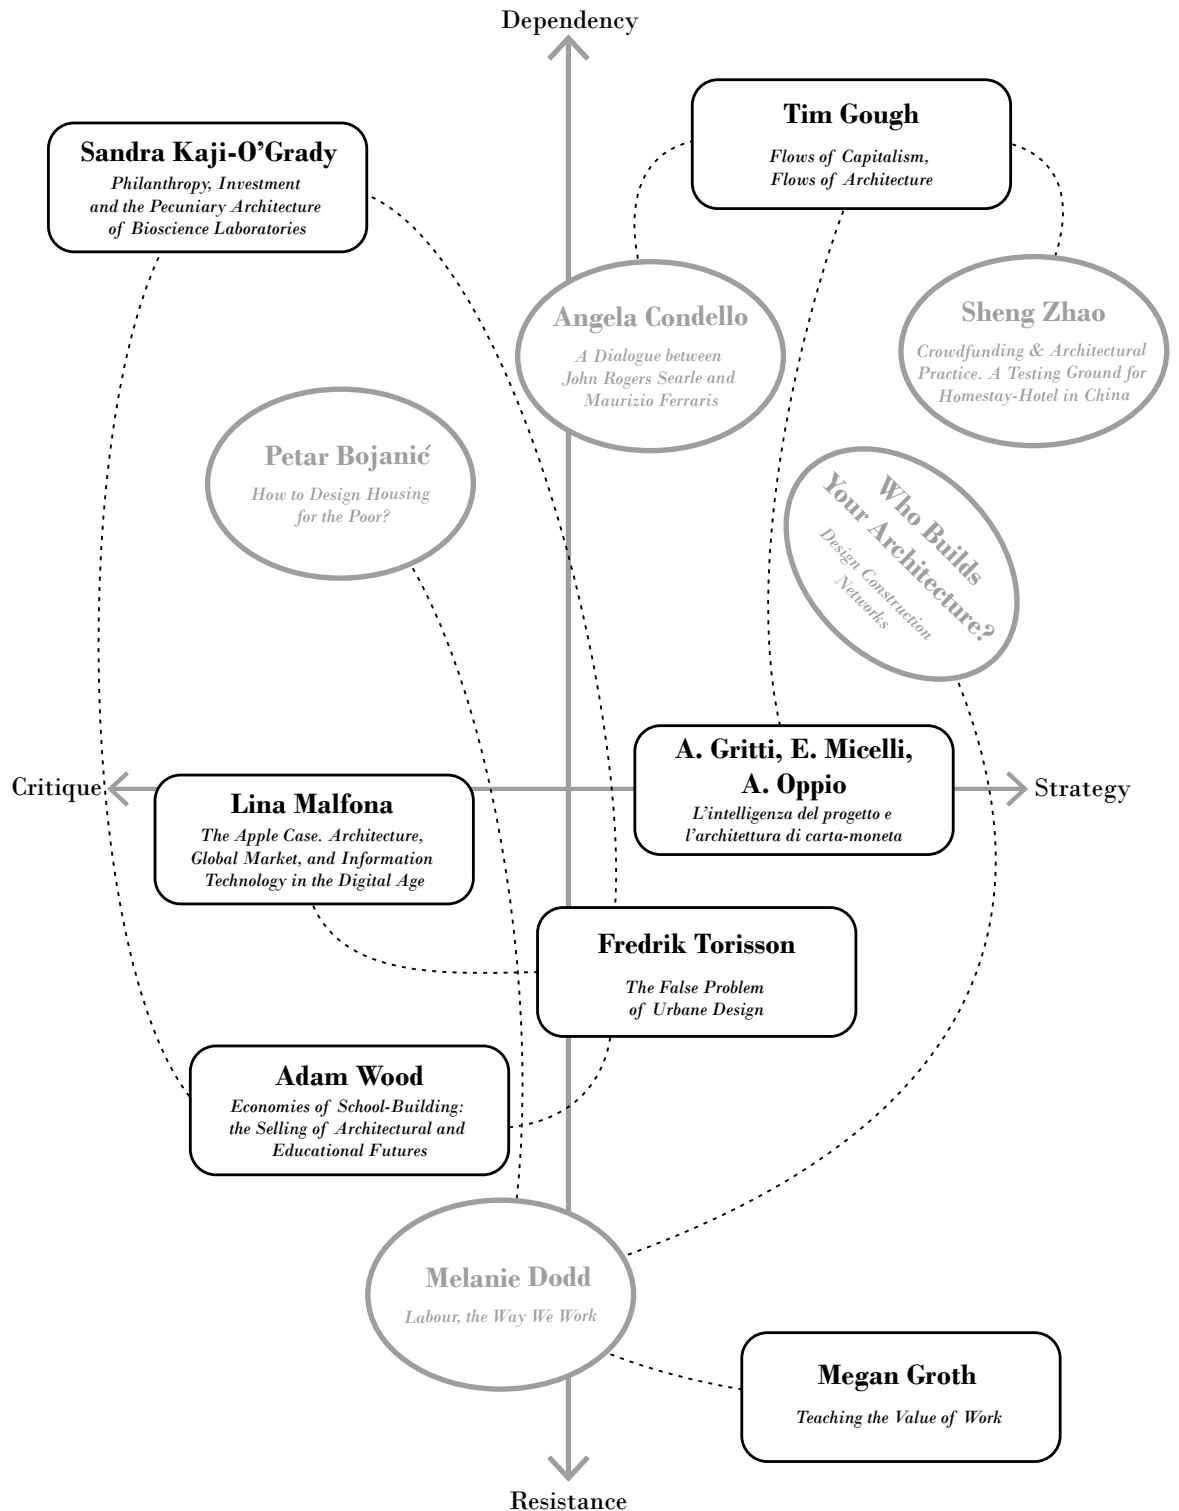 Dependency
Tim Gough
Flows of Capitalism,
Flows of Architecture
Sandra Kaji-O’Grady
Philanthropy, Investment
and the Pecuniary Architecture
of Bioscience Laboratories
Angela Condello
A Dialogue between
John Rogers Searle and
Maurizio Ferraris
Sheng Zhao
Crowdfunding & Architectural
Practice. A Testing Ground for
Homestay-Hotel in China
Petar Bojanić
How to Design Housing
for the Poor?
Who Builds
Your Architecture?
Design Construction
Networks
A. Gritti, E. Micelli,
A. Oppio
L’intelligenza del progetto e
l’architettura di carta-moneta
Critique
Strategy
Lina Malfona
The Apple Case. Architecture,
Global Market, and Information
Technology in the Digital Age
Fredrik Torisson
The False Problem
of Urbane Design
Adam Wood
Economies of School-Building:
the Selling of Architectural and
Educational Futures
Melanie Dodd
Labour, the Way We Work
Megan Groth
Teaching the Value of Work
Resistance